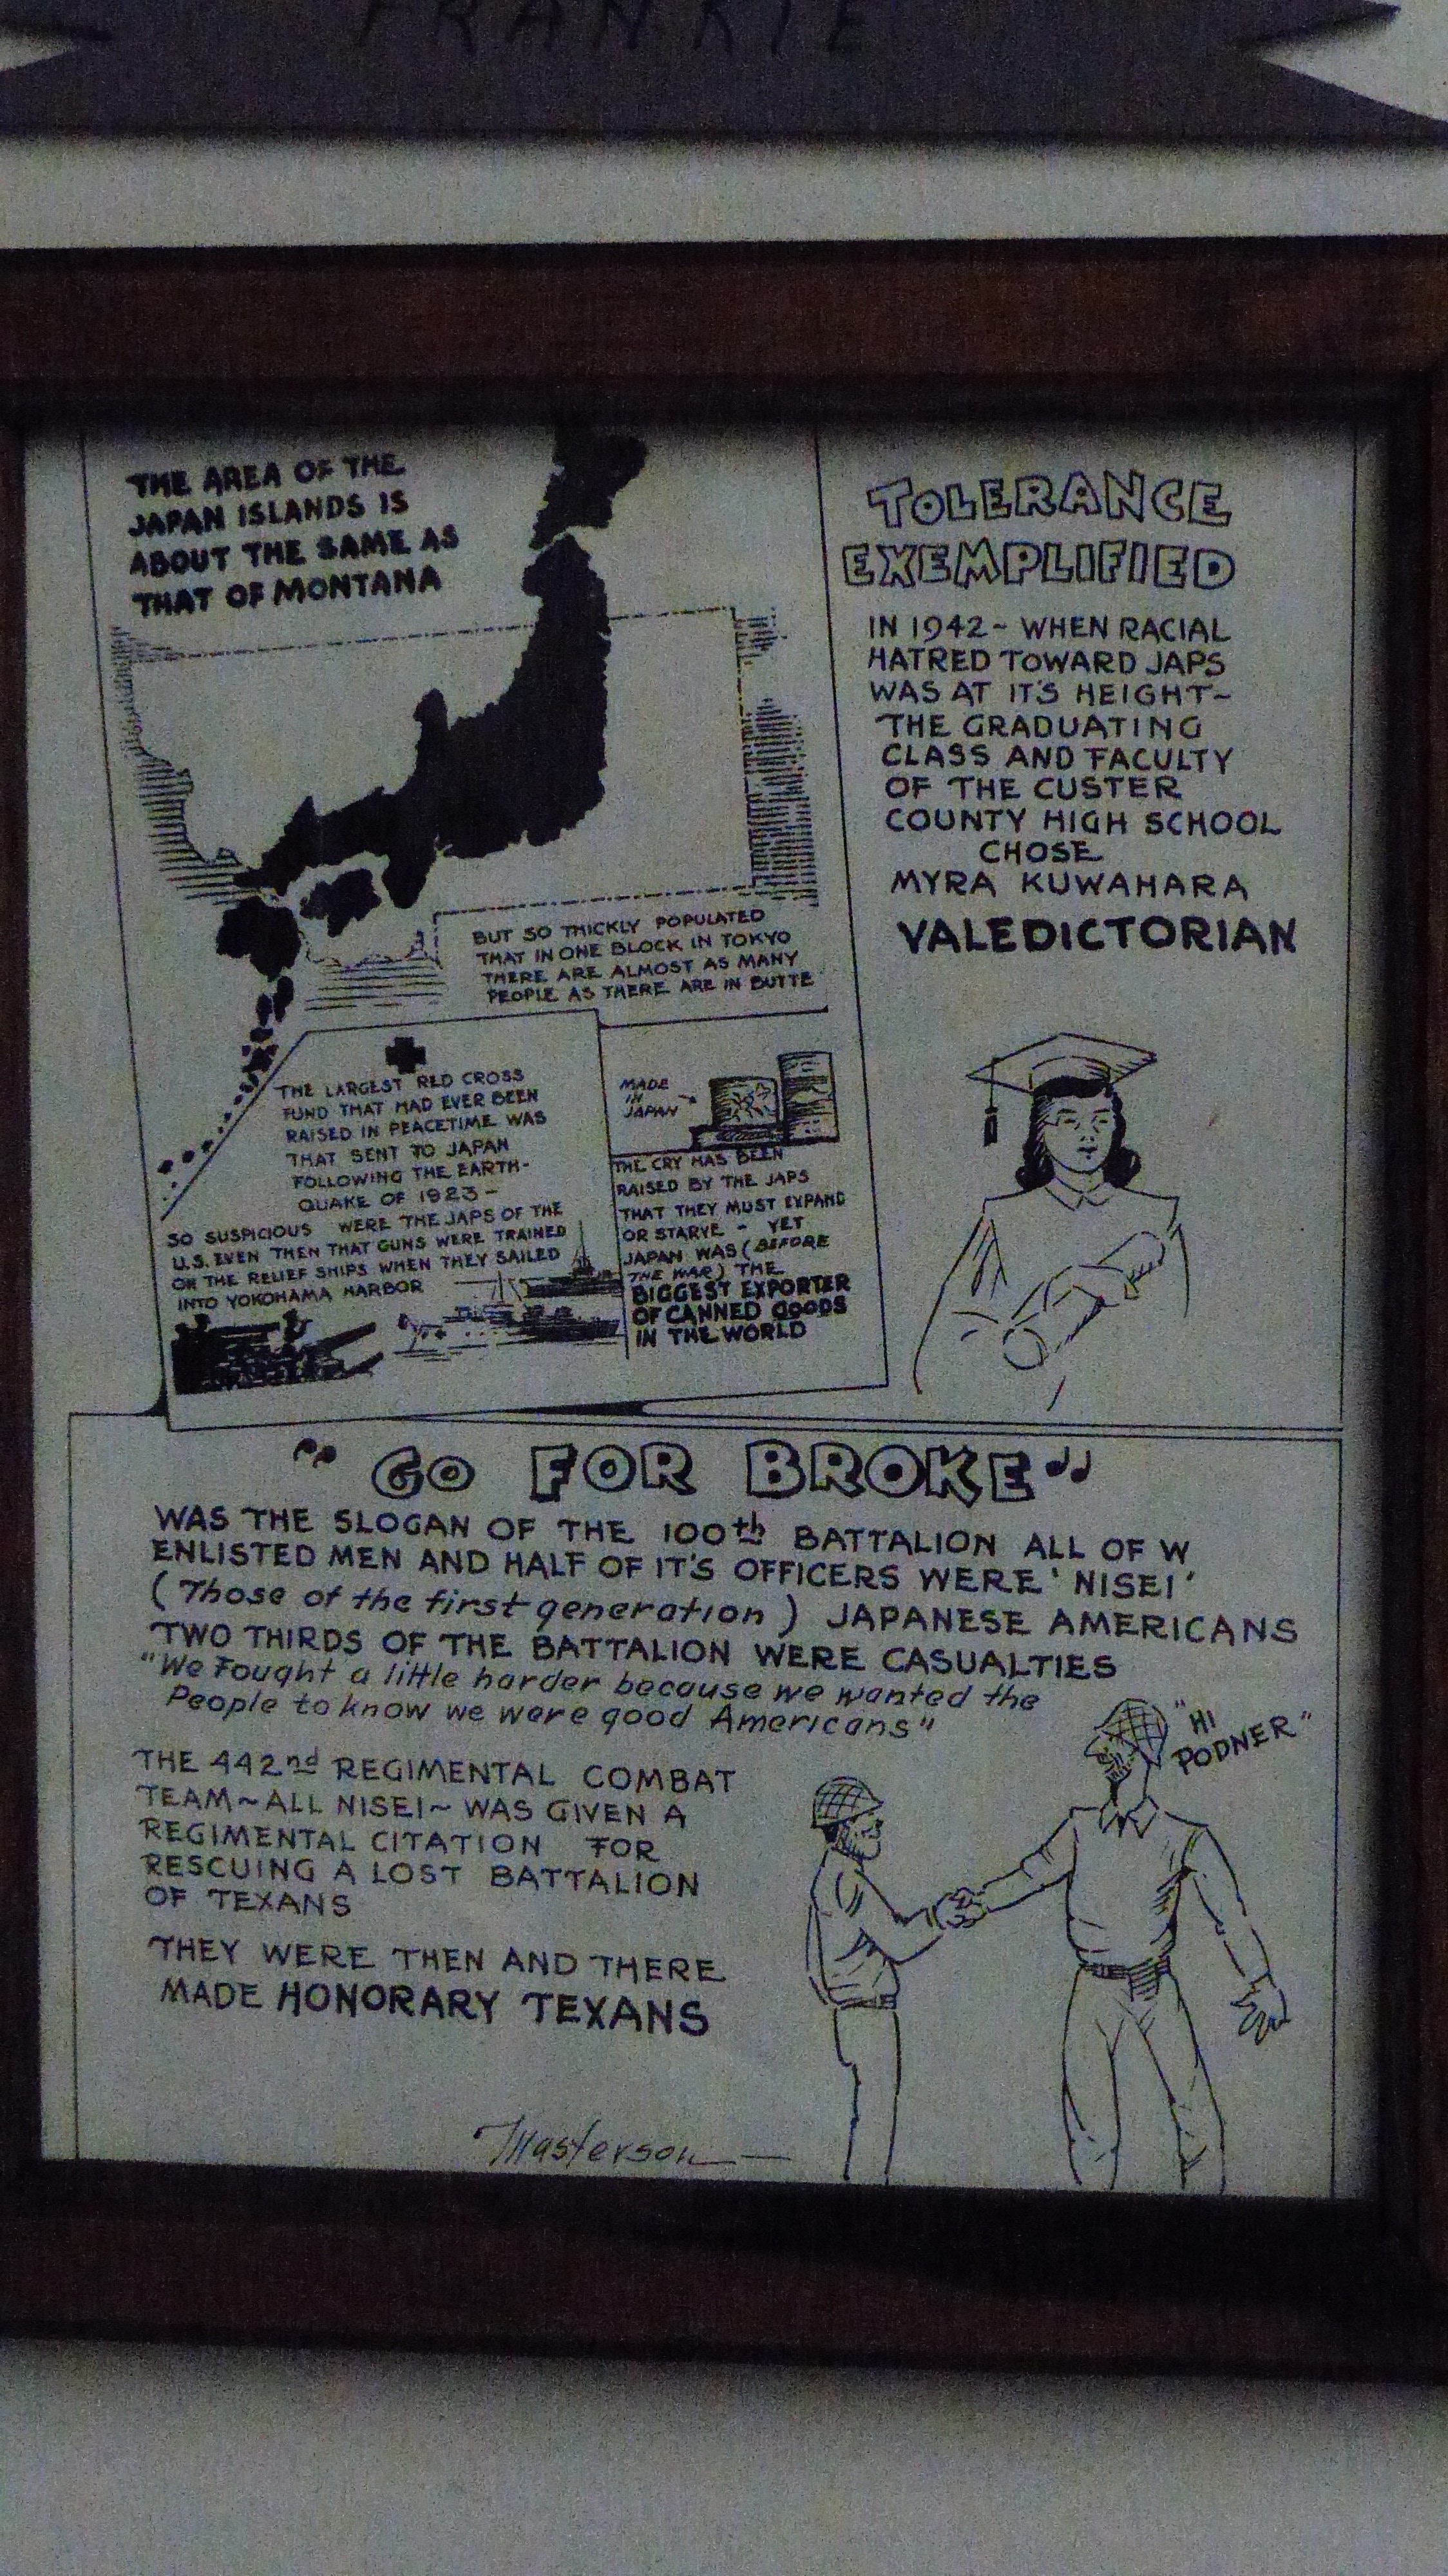 FRANKIE
THE AREA OF THE
JAPAN ISLANDS IS
ABOUT THE SAME AS
THAT OF MONTANA
BUT SO THICKLY POPULATED
THAT IN ONE BLOCK IN TOKYO
THERE ARE ALMOST AS MANY
PEOPLE AS THERE ARE IN BUTTE
THE LARGEST RED CROSS
FUND THAT HAD EVER BEEN
RAISED IN PEACETIME WAS
THAT SENT TO JAPAN
FOLLOWING THE EARTH-
QUAKE OF 1923-
SO SUSPICIOUS WERE THE JAPS OF THE
U.S. EVEN THEN THAT GUNS WERE TRAINED
ON THE RELIEF SHIPS WHEN THEY SAILED
INTO YOKOHAMA HARBOR
MADE
IN
JAPAN
THE CRY HAS BEEN
RAISED BY THE JAPS
THAT THEY MUST EXPAND
OR STARVE - YET
JAPAN WAS (BEFORE
THE WAR) THE
BIGGEST EXPORTER
OF CANNED GOODS
IN THE WORLD
TOLERANCE
EXEMPLIFIED
IN 1942~ WHEN RACIAL
HATRED TOWARD JAPS
WAS AT IT'S HEIGHT~
THE GRADUATING
CLASS AND FACULTY
OF THE CUSTER
COUNTY HIGH SCHOOL
CHOSE
MYRA KUWAHARA
VALEDICTORIAN
"GO FOR BROKE"
WAS THE SLOGAN OF THE 100th BATTALION ALL OF W
ENLISTED MEN AND HALF OF IT'S OFFICERS WERE 'NISEI'
(Those of the first generation) JAPANESE AMERICANS
TWO THIRDS OF THE BATTALION WERE CASUALTIES
"We Fought a little harder because we wanted the
People to know we were good Americans"
THE 442nd REGIMENTAL COMBAT
TEAM~ALL NISEI~WAS GIVEN A
REGIMENTAL CITATION FOR
RESCUING A LOST BATTALION
OF TEXANS
THEY WERE THEN AND THERE
MADE HONORARY TEXANS
"HI
PODNER"
Masterson